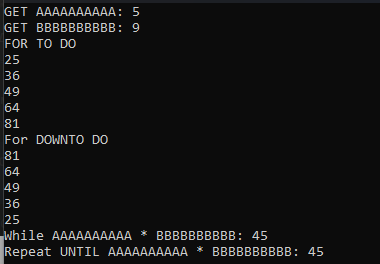 GET AAAAAAAAAA: 5
GET BBBBBBBBBB: 9
FOR TO DO
25
36
49
64
81
For DOWNTO DO
81
64
49
36
25
While AAAAAAAAAA * BBBBBBBBBB: 45
Repeat UNTIL AAAAAAAAAA * BBBBBBBBBB: 45